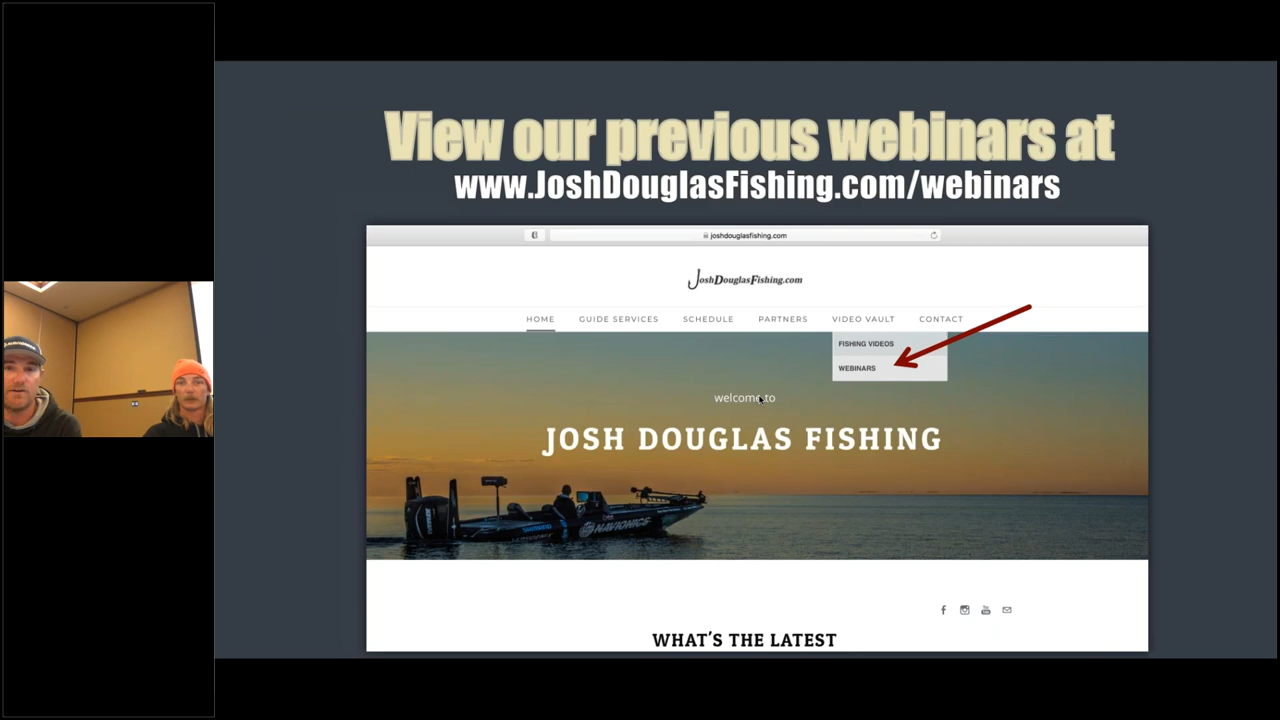 View our previous webinars at
www.JoshDouglasFishing.com/webinars
joshdouglasfishing.com
JoshDouglasFishing.com
HOME GUIDE SERVICES SCHEDULE PARTNERS VIDEO VAULT CONTACT
FISHING VIDEOS
WEBINARS
welcome to
JOSH DOUGLAS FISHING
NAVIONICS
WHAT'S THE LATEST